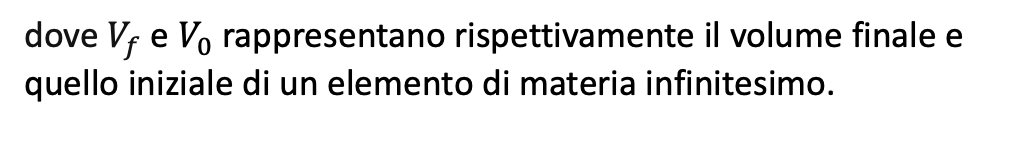 dove V_f e V_0 rappresentano rispettivamente il volume finale e
quello iniziale di un elemento di materia infinitesimo.